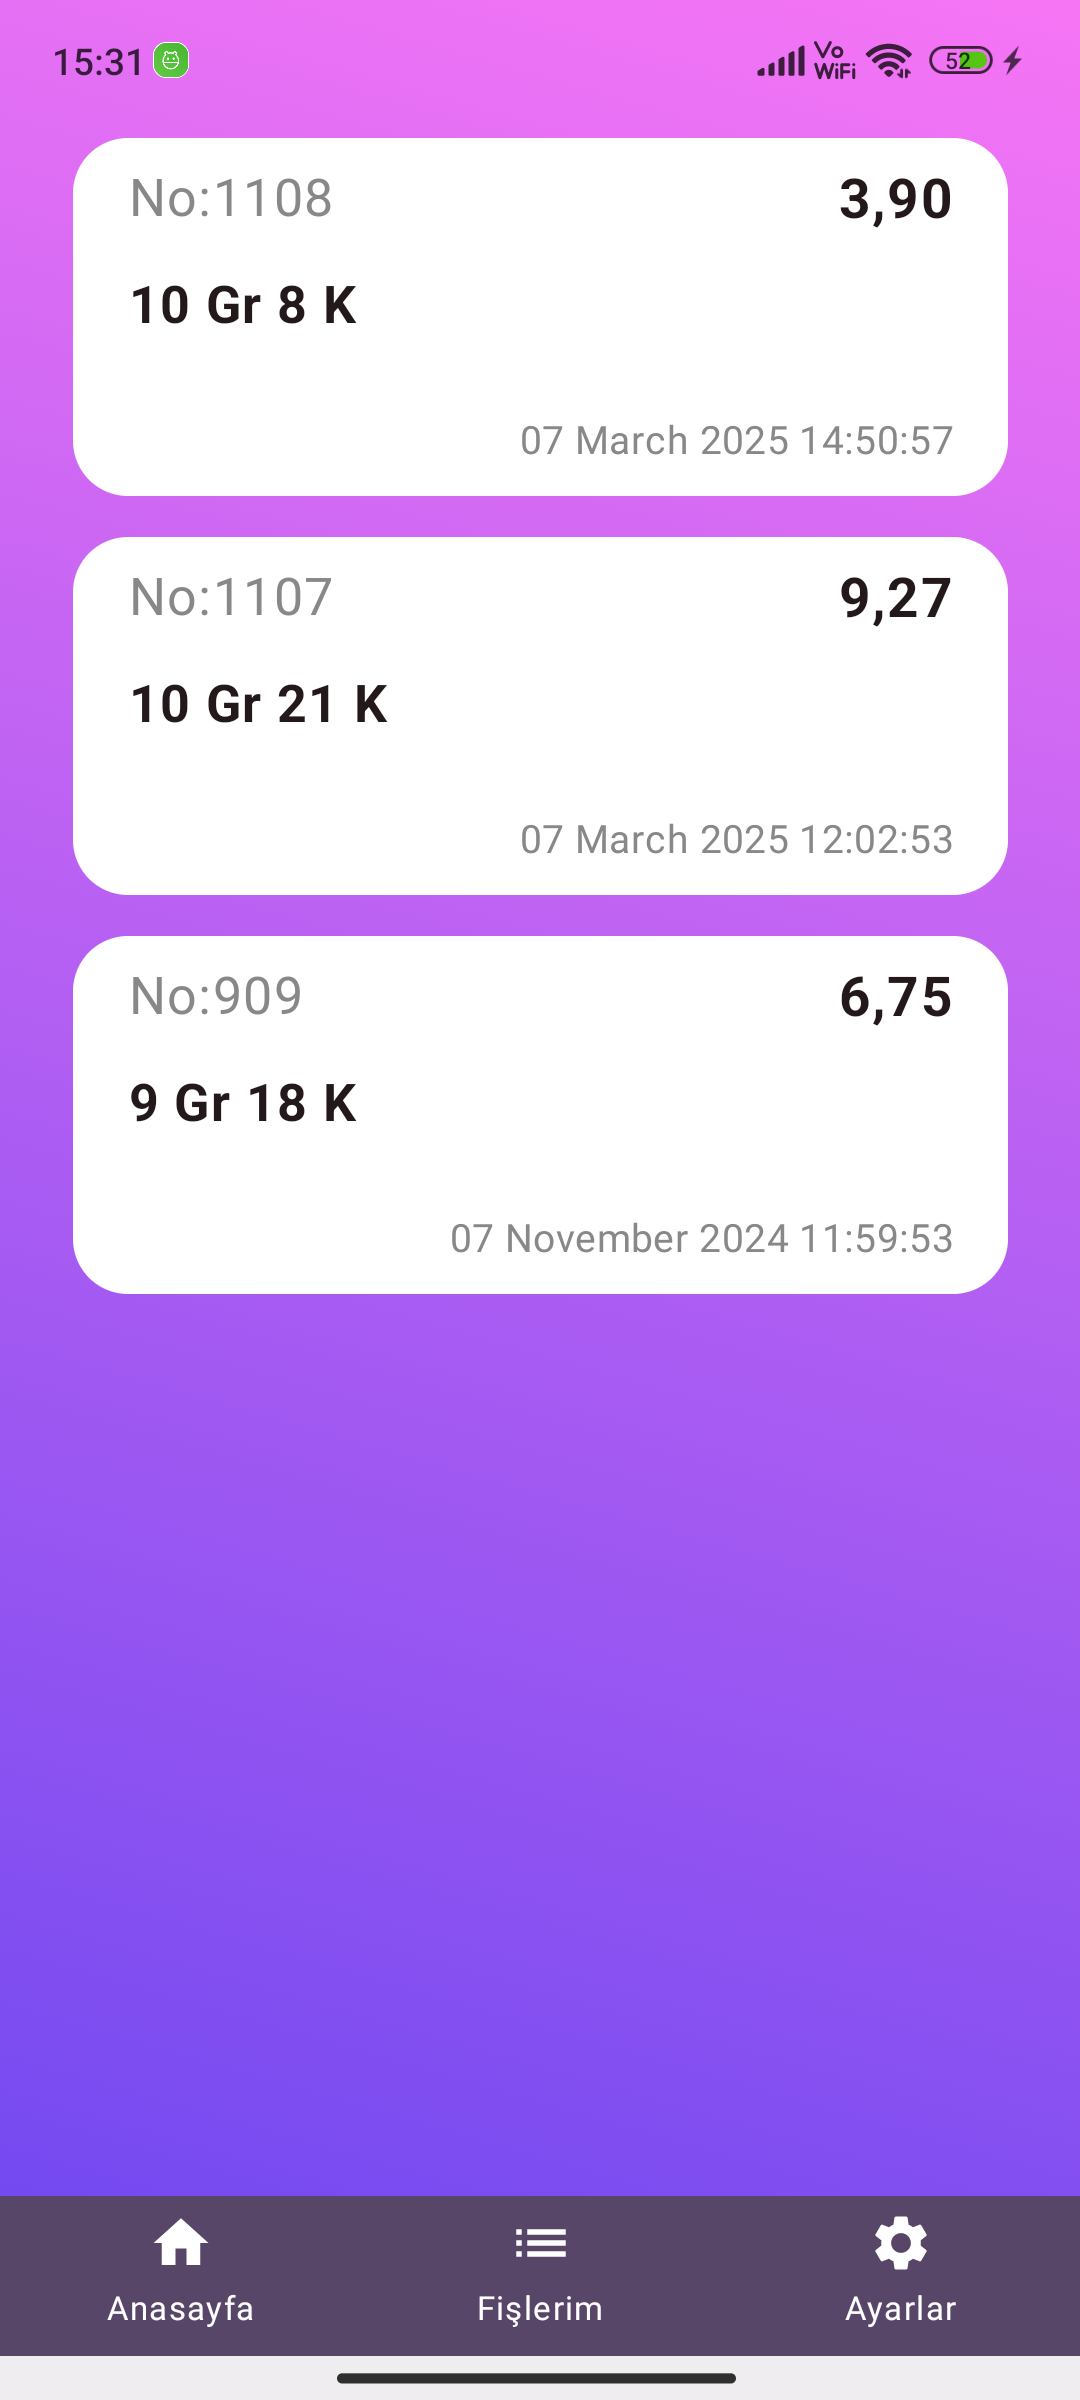 15:31
Vo
WiFi
52
No:1108
3,90
10 Gr 8 K
07 March 2025 14:50:57
No:1107
9,27
10 Gr 21 K
07 March 2025 12:02:53
No:909
6,75
9 Gr 18 K
07 November 2024 11:59:53
Anasayfa
Fişlerim
Ayarlar